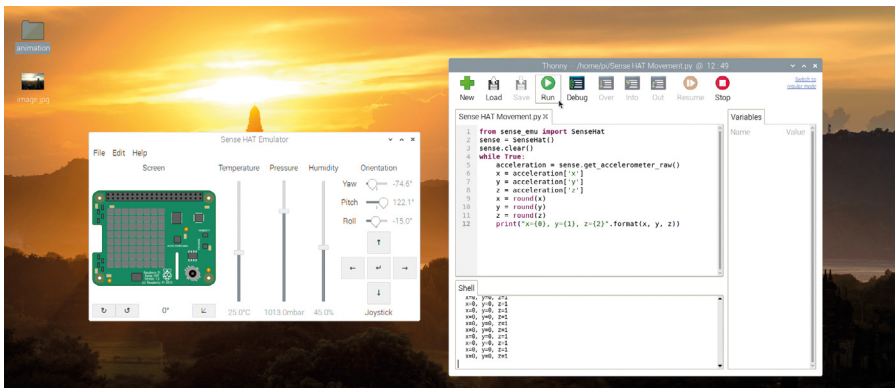 animation
image.jpg
Sense HAT Emulator
File Edit Help
Screen Temperature Pressure Humidity Orientation
Yaw -74.6°
Pitch 122.1°
Roll -15.0°
0° 25.0°C 1013.0mbar 45.0% Joystick
Thonny - /home/pi/Sense HAT Movement.py @ 12 : 49
New Load Save Run Debug Over Into Out Resume Stop
Switch to
regular mode
Sense HAT Movement.py
1 from sense_emu import SenseHat
2 sense = SenseHat()
3 sense.clear()
4 while True:
5 acceleration = sense.get_accelerometer_raw()
6 x = acceleration['x']
7 y = acceleration['y']
8 z = acceleration['z']
9 x = round(x)
10 y = round(y)
11 z = round(z)
12 print("x={0}, y={1}, z={2}".format(x, y, z))
Variables
Name Value
Shell
x=0, y=0, z=1
x=0, y=0, z=1
x=0, y=0, z=1
x=0, y=0, z=1
x=0, y=0, z=1
x=0, y=0, z=1
x=0, y=0, z=1
x=0, y=0, z=1
x=0, y=0, z=1
x=0, y=0, z=1